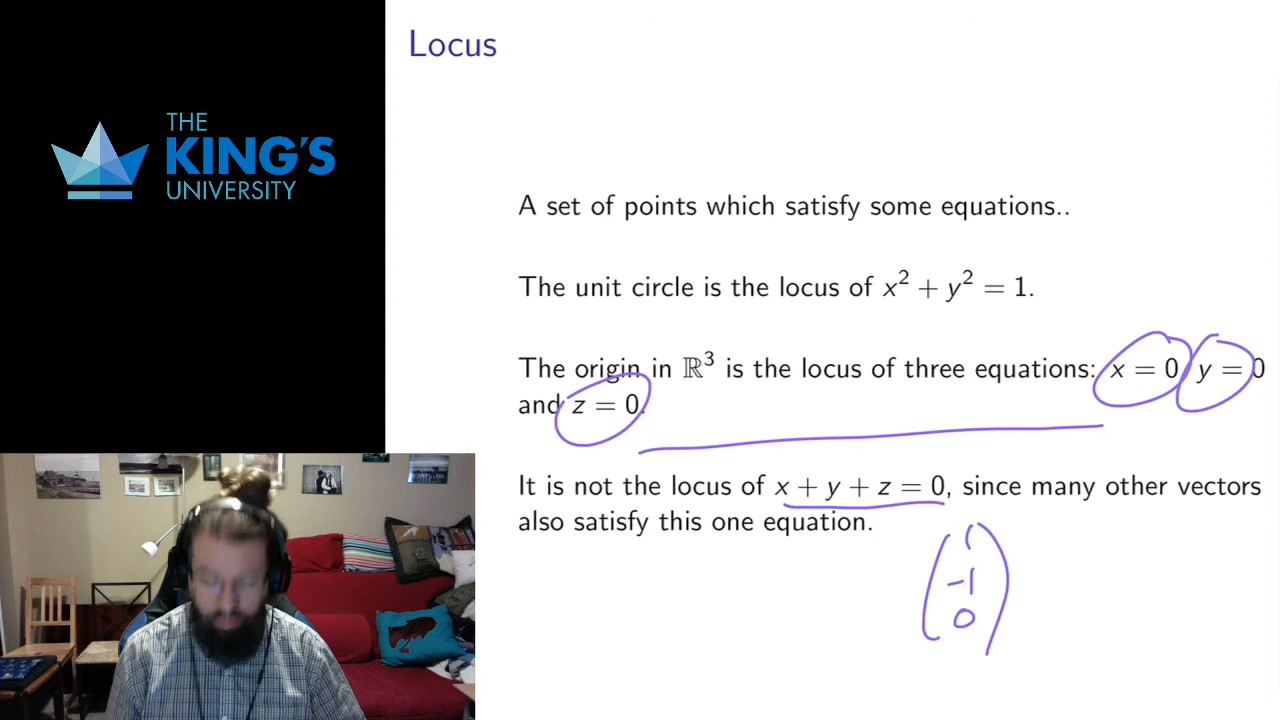 THE
KING'S
UNIVERSITY
Locus
A set of points which satisfy some equations..
The unit circle is the locus of x² + y² = 1.
The origin in ℝ³ is the locus of three equations: x = 0 y = 0
and z = 0.
It is not the locus of x + y + z = 0, since many other vectors
also satisfy this one equation.
1
-1
0